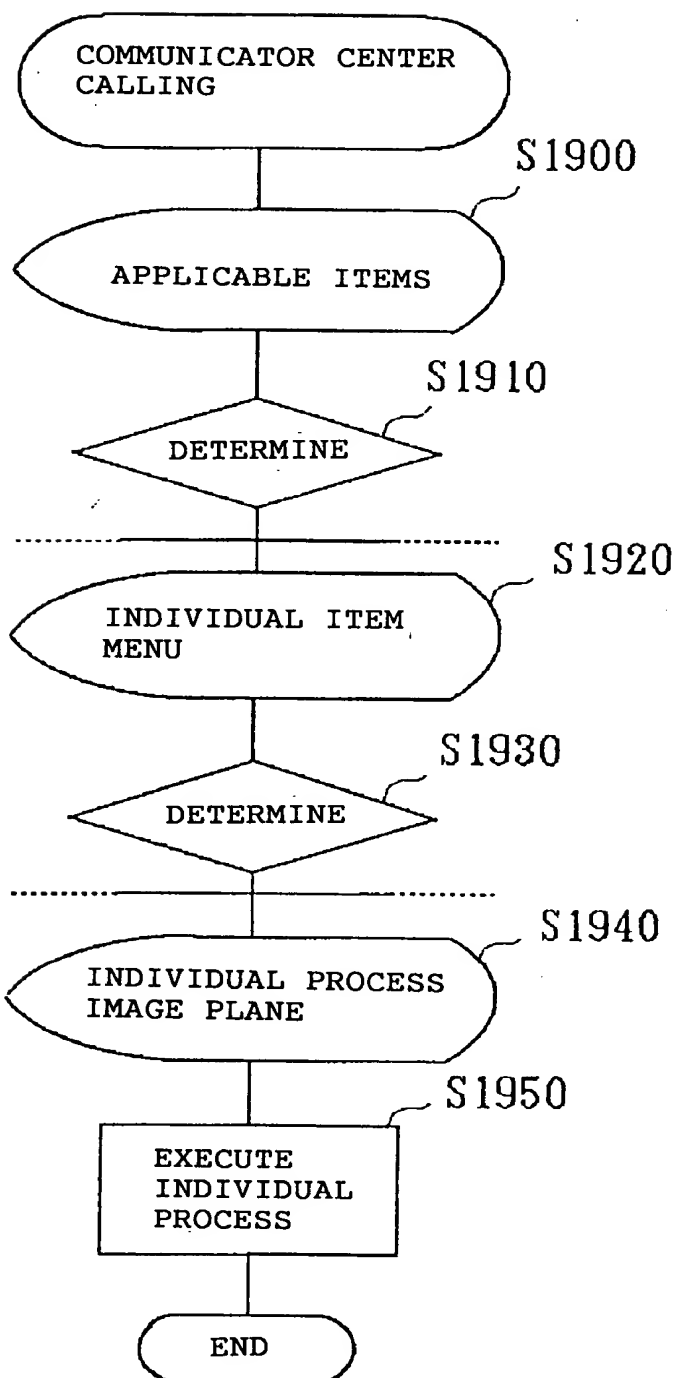 COMMUNICATOR CENTER
CALLING
S1900
APPLICABLE ITEMS
S1910
DETERMINE
S1920
INDIVIDUAL ITEM
MENU
S1930
DETERMINE
S1940
INDIVIDUAL PROCESS
IMAGE PLANE
S1950
EXECUTE
INDIVIDUAL
PROCESS
END